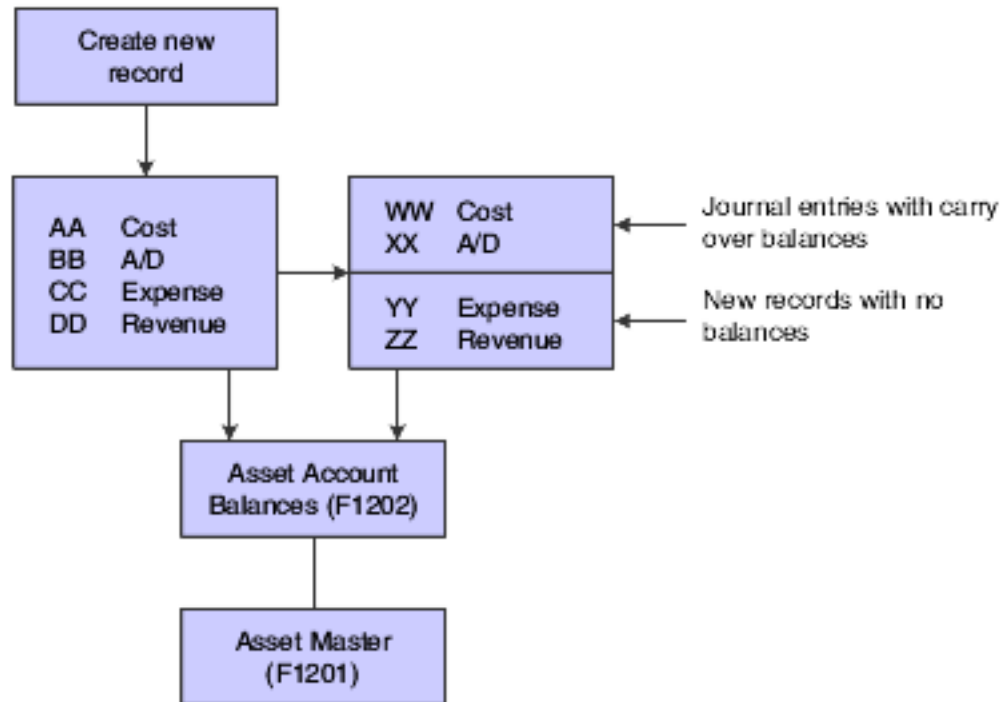 Create new
record
AA Cost
BB A/D
CC Expense
DD Revenue
WW Cost
XX A/D
YY Expense
ZZ Revenue
Journal entries with carry
over balances
New records with no
balances
Asset Account
Balances (F1202)
Asset Master
(F1201)